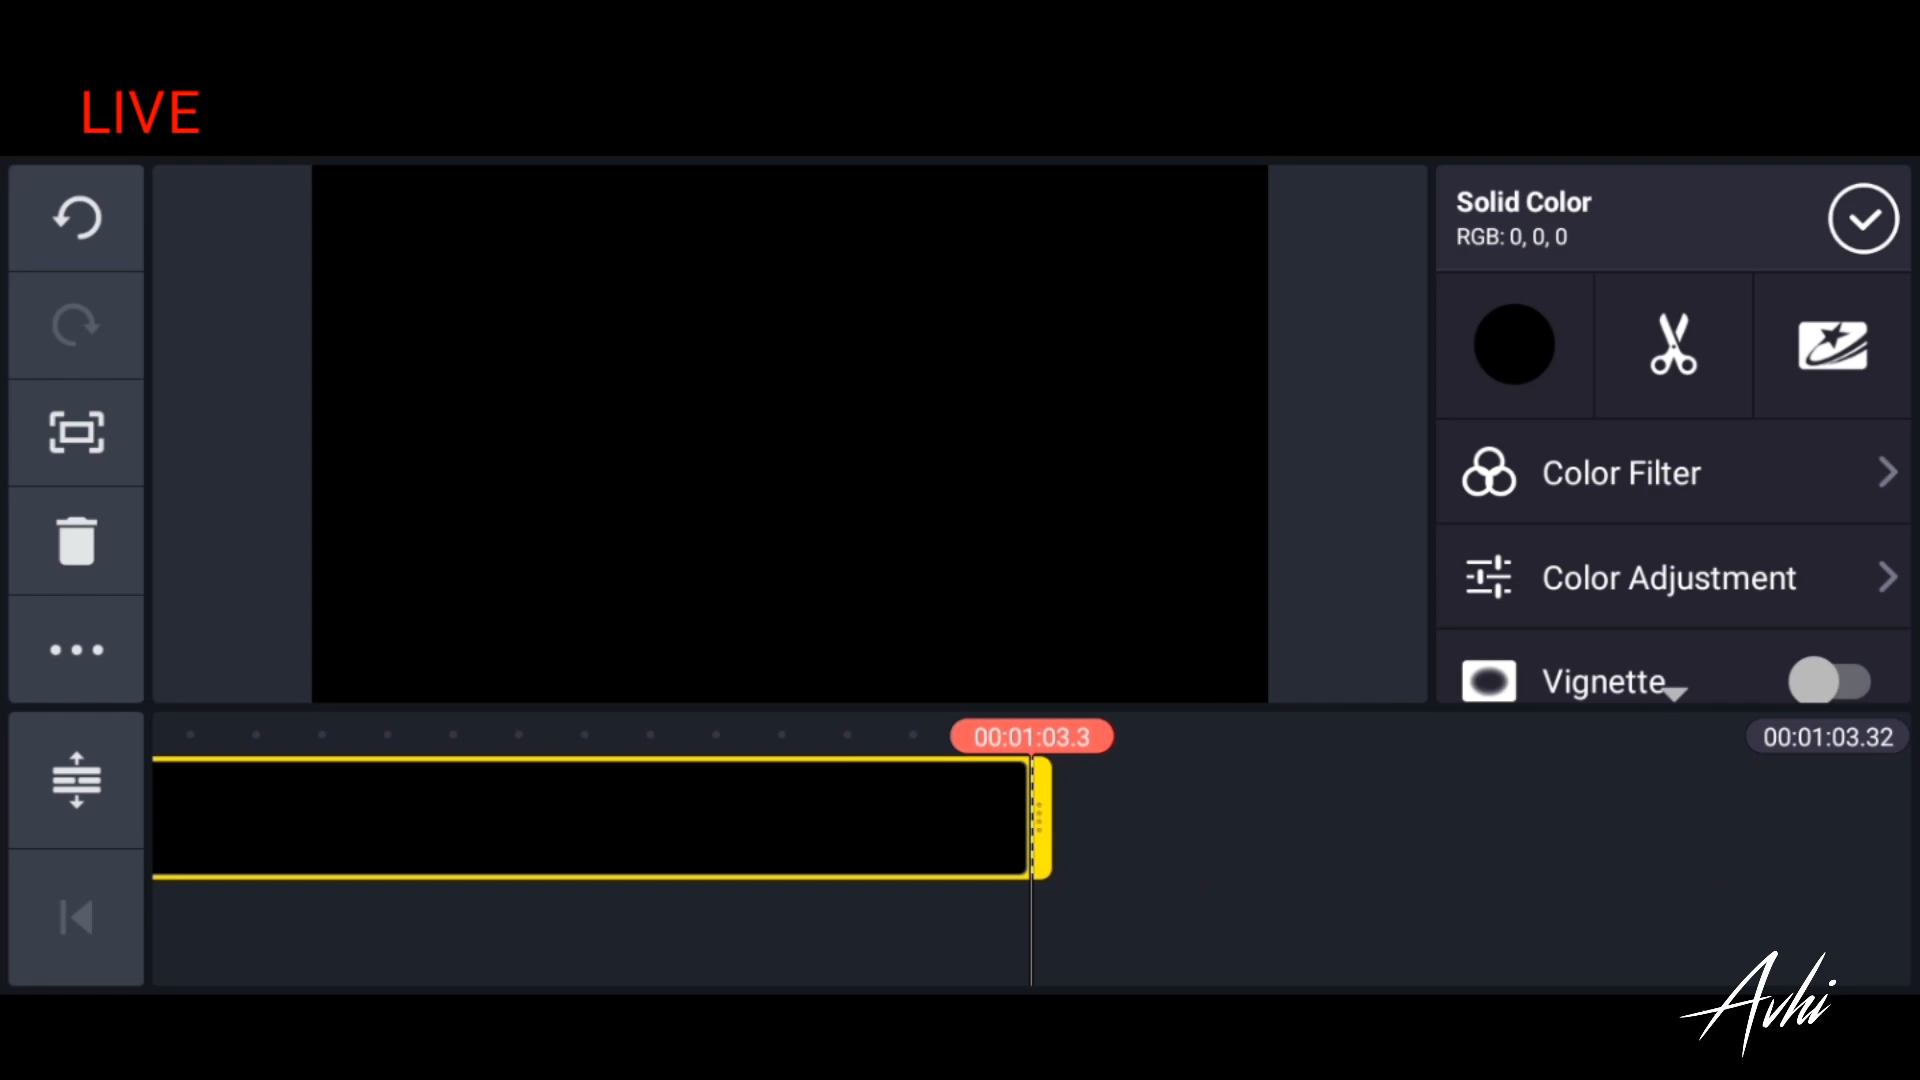 LIVE
Solid Color
RGB: 0, 0, 0
Color Filter
Color Adjustment
Vignette
00:01:03.3
00:01:03.32
Avhi